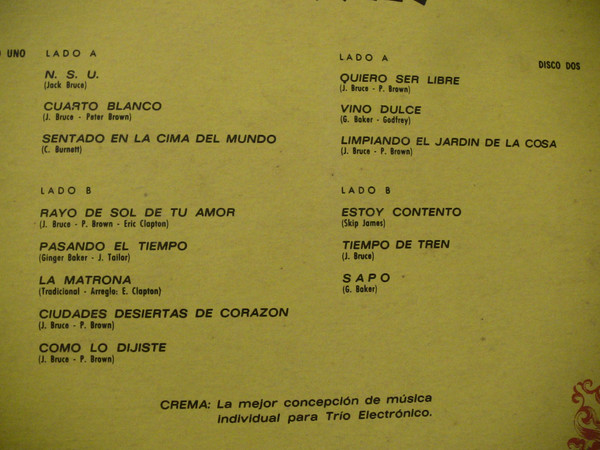 UNO LADO A
N. S. U.
(Jack Bruce)
CUARTO BLANCO
(J. Bruce - Peter Brown)
SENTADO EN LA CIMA DEL MUNDO
(C. Burnett)
LADO B
RAYO DE SOL DE TU AMOR
(J. Bruce - P. Brown - Eric Clapton)
PASANDO EL TIEMPO
(Ginger Baker - J. Tailor)
LA MATRONA
(Tradicional - Arreglo: E. Clapton)
CIUDADES DESIERTAS DE CORAZON
(J. Bruce - P. Brown)
COMO LO DIJISTE
(J. Bruce - P. Brown)
LADO A
DISCO DOS
QUIERO SER LIBRE
(J. Bruce - P. Brown)
VINO DULCE
(G. Baker - Godfrey)
LIMPIANDO EL JARDIN DE LA COSA
(J. Bruce - P. Brown)
LADO B
ESTOY CONTENTO
(Skip James)
TIEMPO DE TREN
(J. Bruce)
SAPO
(G. Baker)
CREMA: La mejor concepción de música
individual para Trío Electrónico.